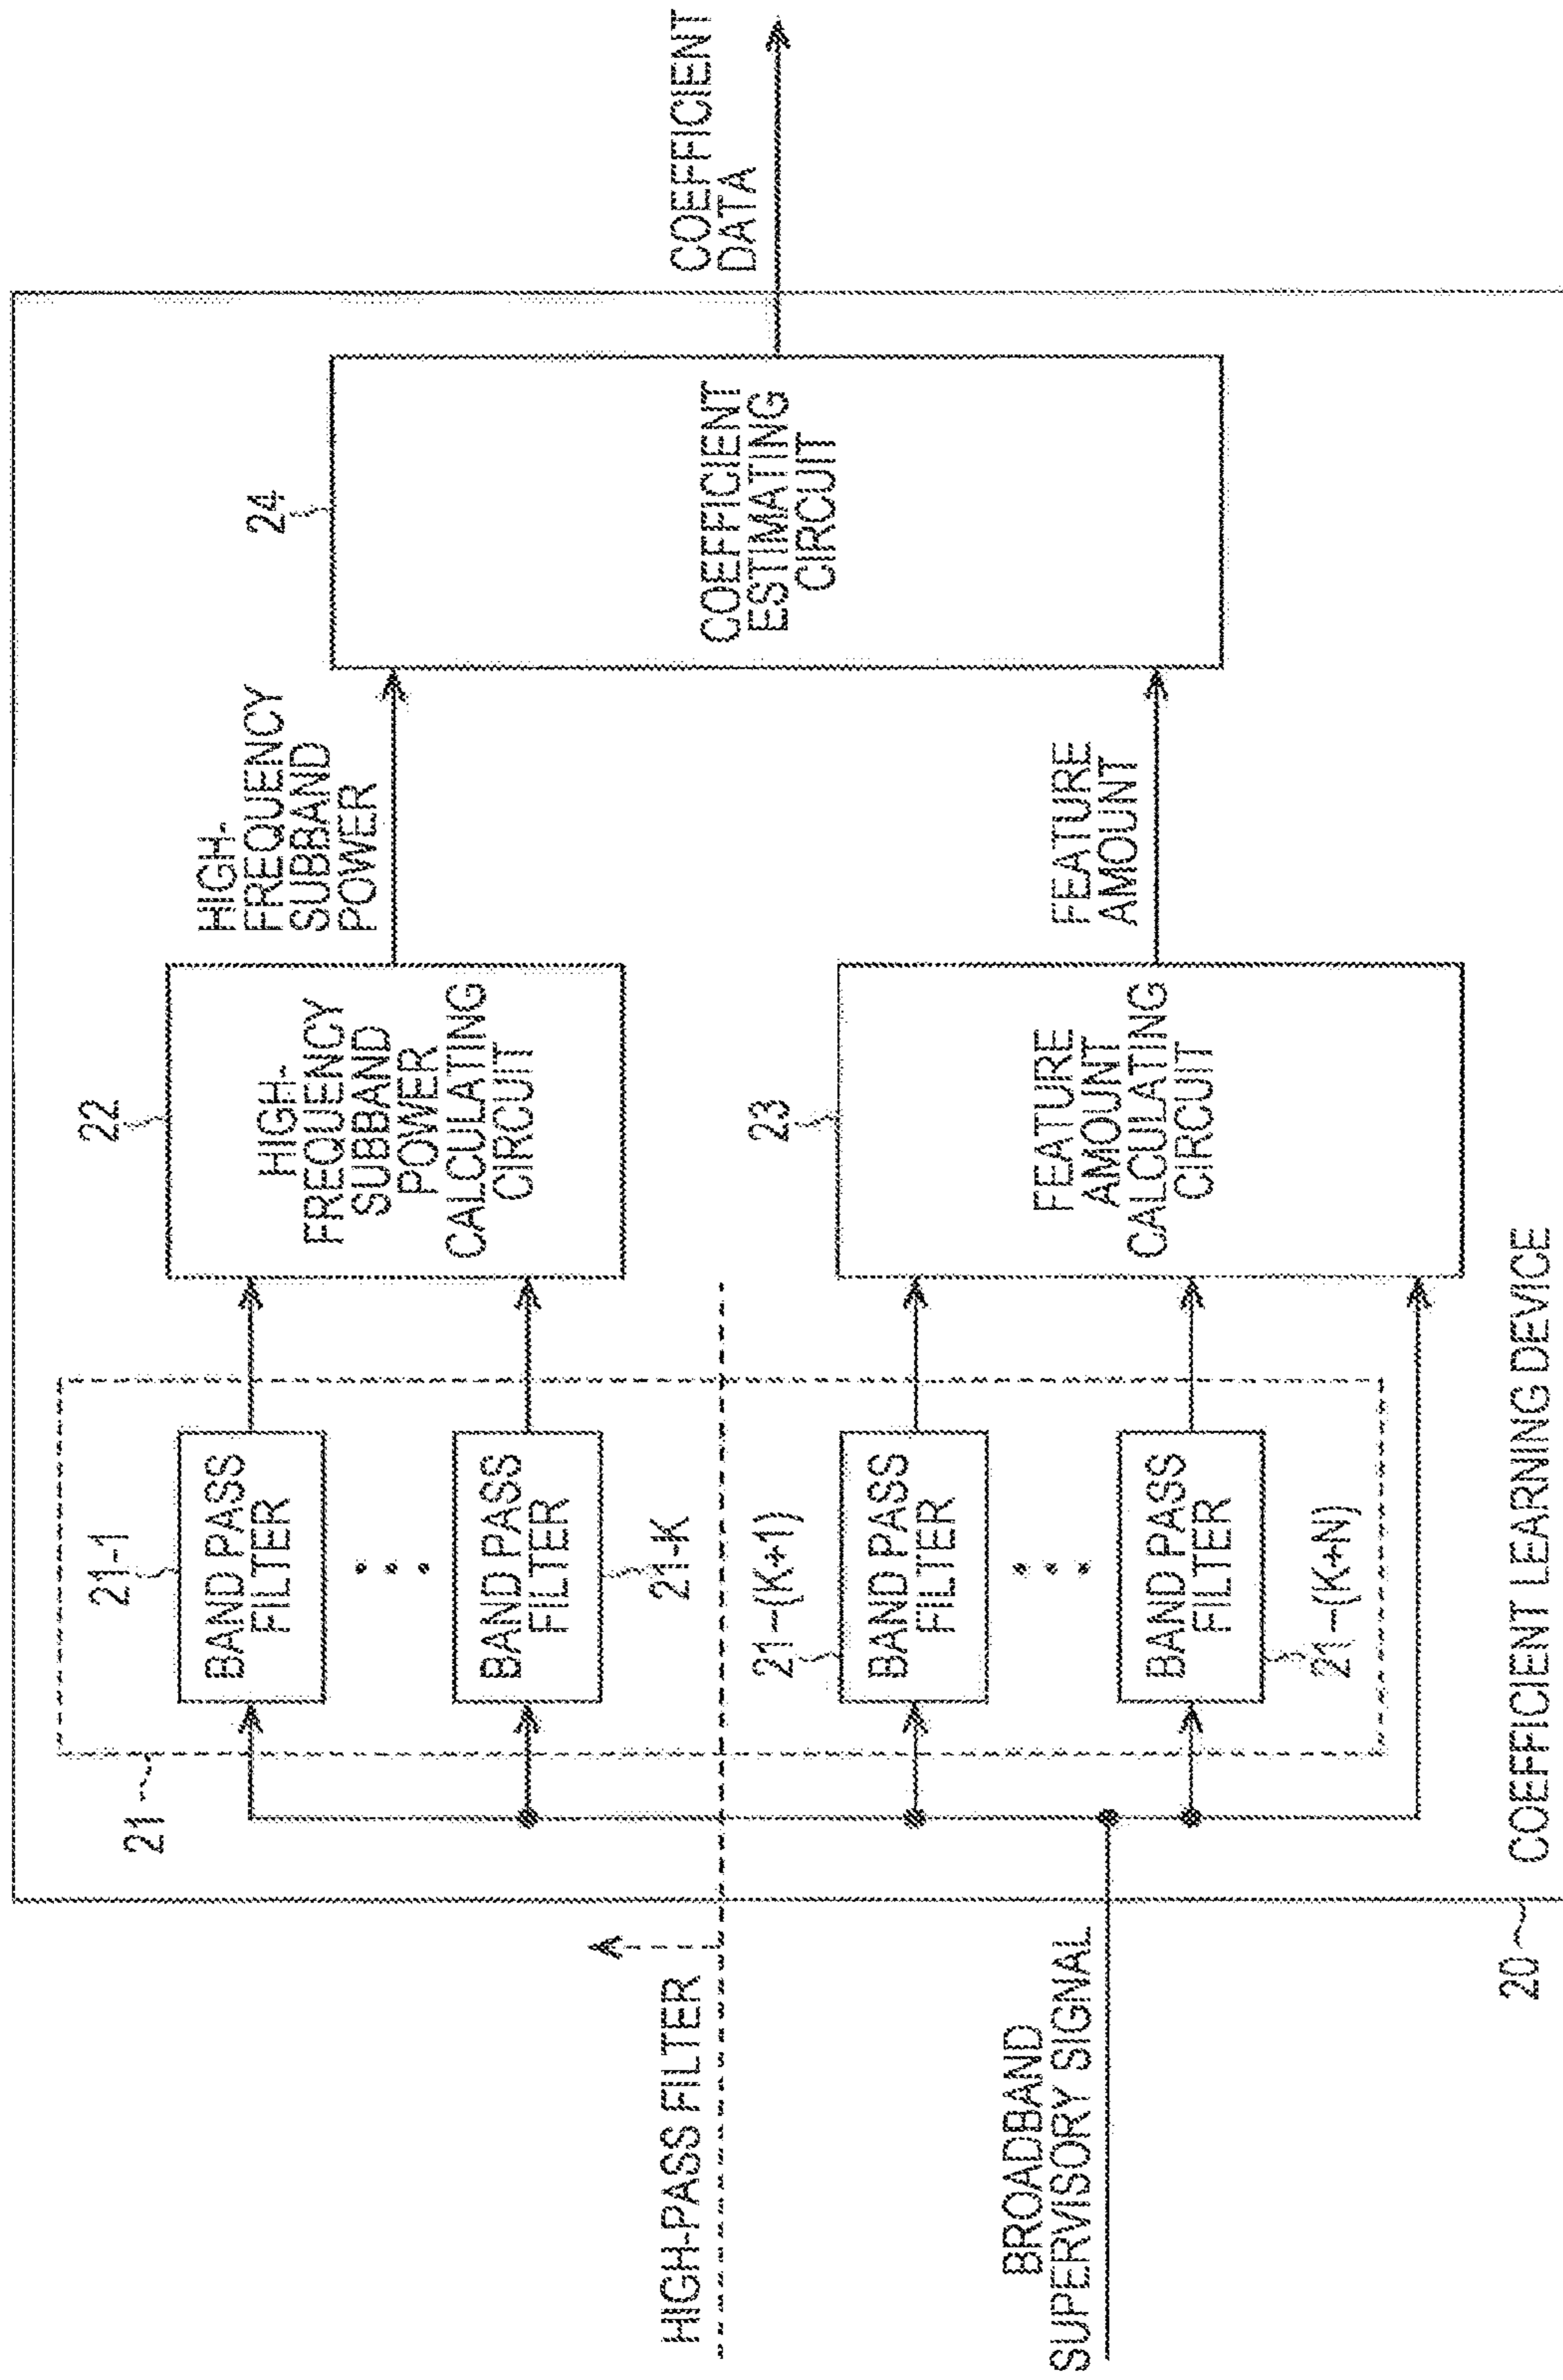 HIGH-PASS FILTER
BROADBAND
SUPERVISORY SIGNAL
20
COEFFICIENT LEARNING DEVICE
21
21-1
BAND PASS
FILTER
BAND PASS
FILTER
21-K
21-(K+1)
BAND PASS
FILTER
BAND PASS
FILTER
21-(K+N)
22
HIGH-
FREQUENCY
SUBBAND
POWER
CALCULATING
CIRCUIT
23
FEATURE
AMOUNT
CALCULATING
CIRCUIT
HIGH-
FREQUENCY
SUBBAND
POWER
FEATURE
AMOUNT
24
COEFFICIENT
ESTIMATING
CIRCUIT
COEFFICIENT
DATA